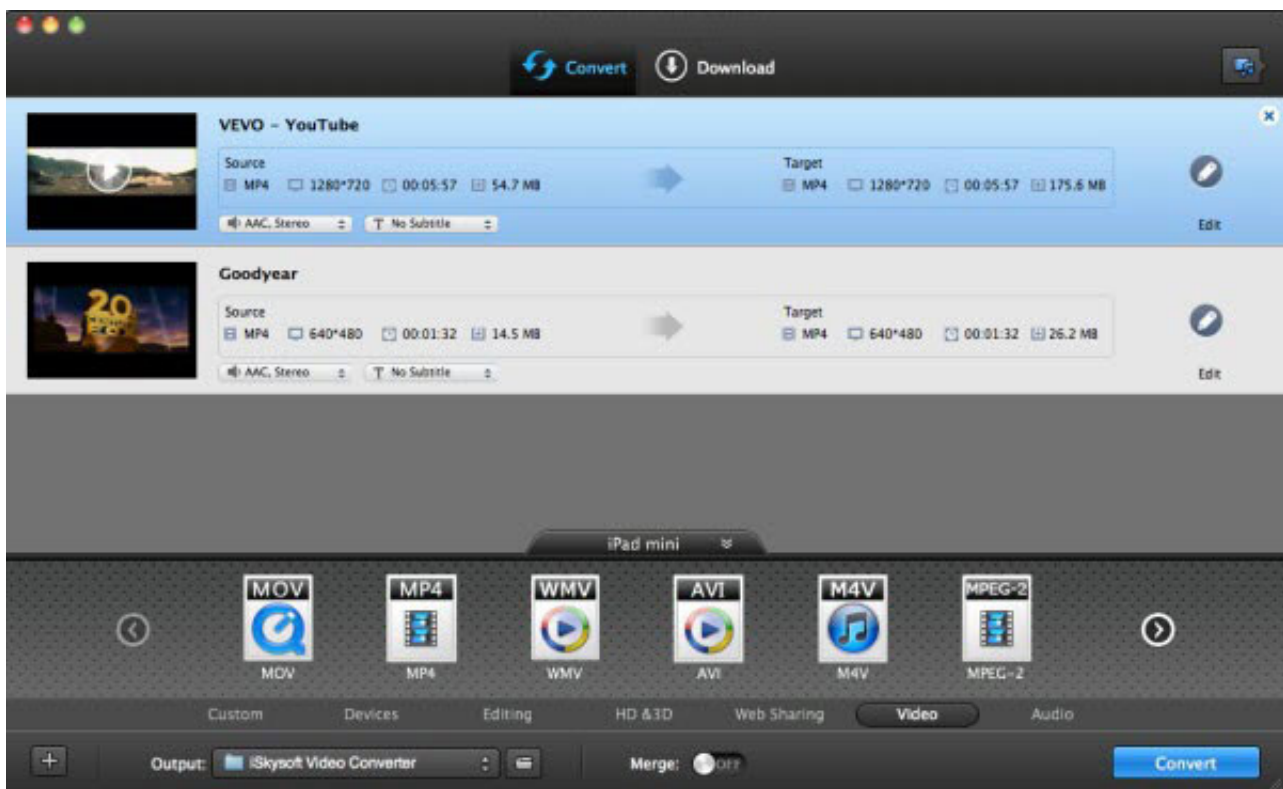 Convert Download
VEVO - YouTube
Source Target
MP4 1280*720 00:05:57 54.7 MB MP4 1280*720 00:05:57 175.6 MB
AAC, Stereo No Subtitle Edit
20
Goodyear
Source Target
MP4 640*480 00:01:32 14.5 MB MP4 640*480 00:01:32 26.2 MB
AAC, Stereo No Subtitle Edit
iPad mini
MOV MP4 WMV AVI M4V MPEG-2
MOV MP4 WMV AVI M4V MPEG-2
Custom Devices Editing HD &3D Web Sharing Video Audio
Output: iSkysoft Video Converter Merge: OFF Convert